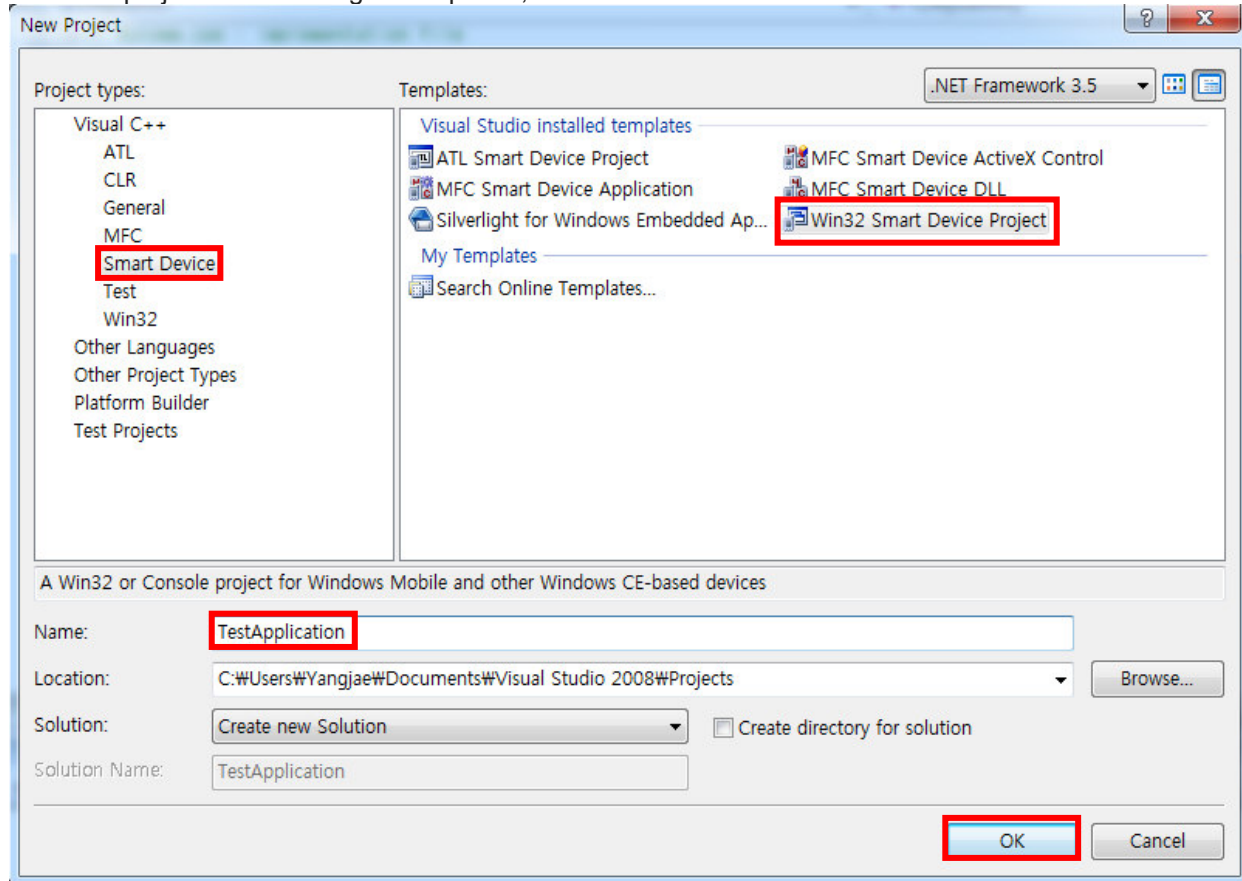 New Project
Project types:
Templates:
.NET Framework 3.5
Visual C++
ATL
CLR
General
MFC
Smart Device
Test
Win32
Other Languages
Other Project Types
Platform Builder
Test Projects
Visual Studio installed templates
ATL Smart Device Project
MFC Smart Device ActiveX Control
MFC Smart Device Application
MFC Smart Device DLL
Silverlight for Windows Embedded Ap...
Win32 Smart Device Project
My Templates
Search Online Templates...
A Win32 or Console project for Windows Mobile and other Windows CE-based devices
Name:
TestApplication
Location:
C:₩Users₩Yangjae₩Documents₩Visual Studio 2008₩Projects
Browse...
Solution:
Create new Solution
Create directory for solution
Solution Name:
TestApplication
OK
Cancel